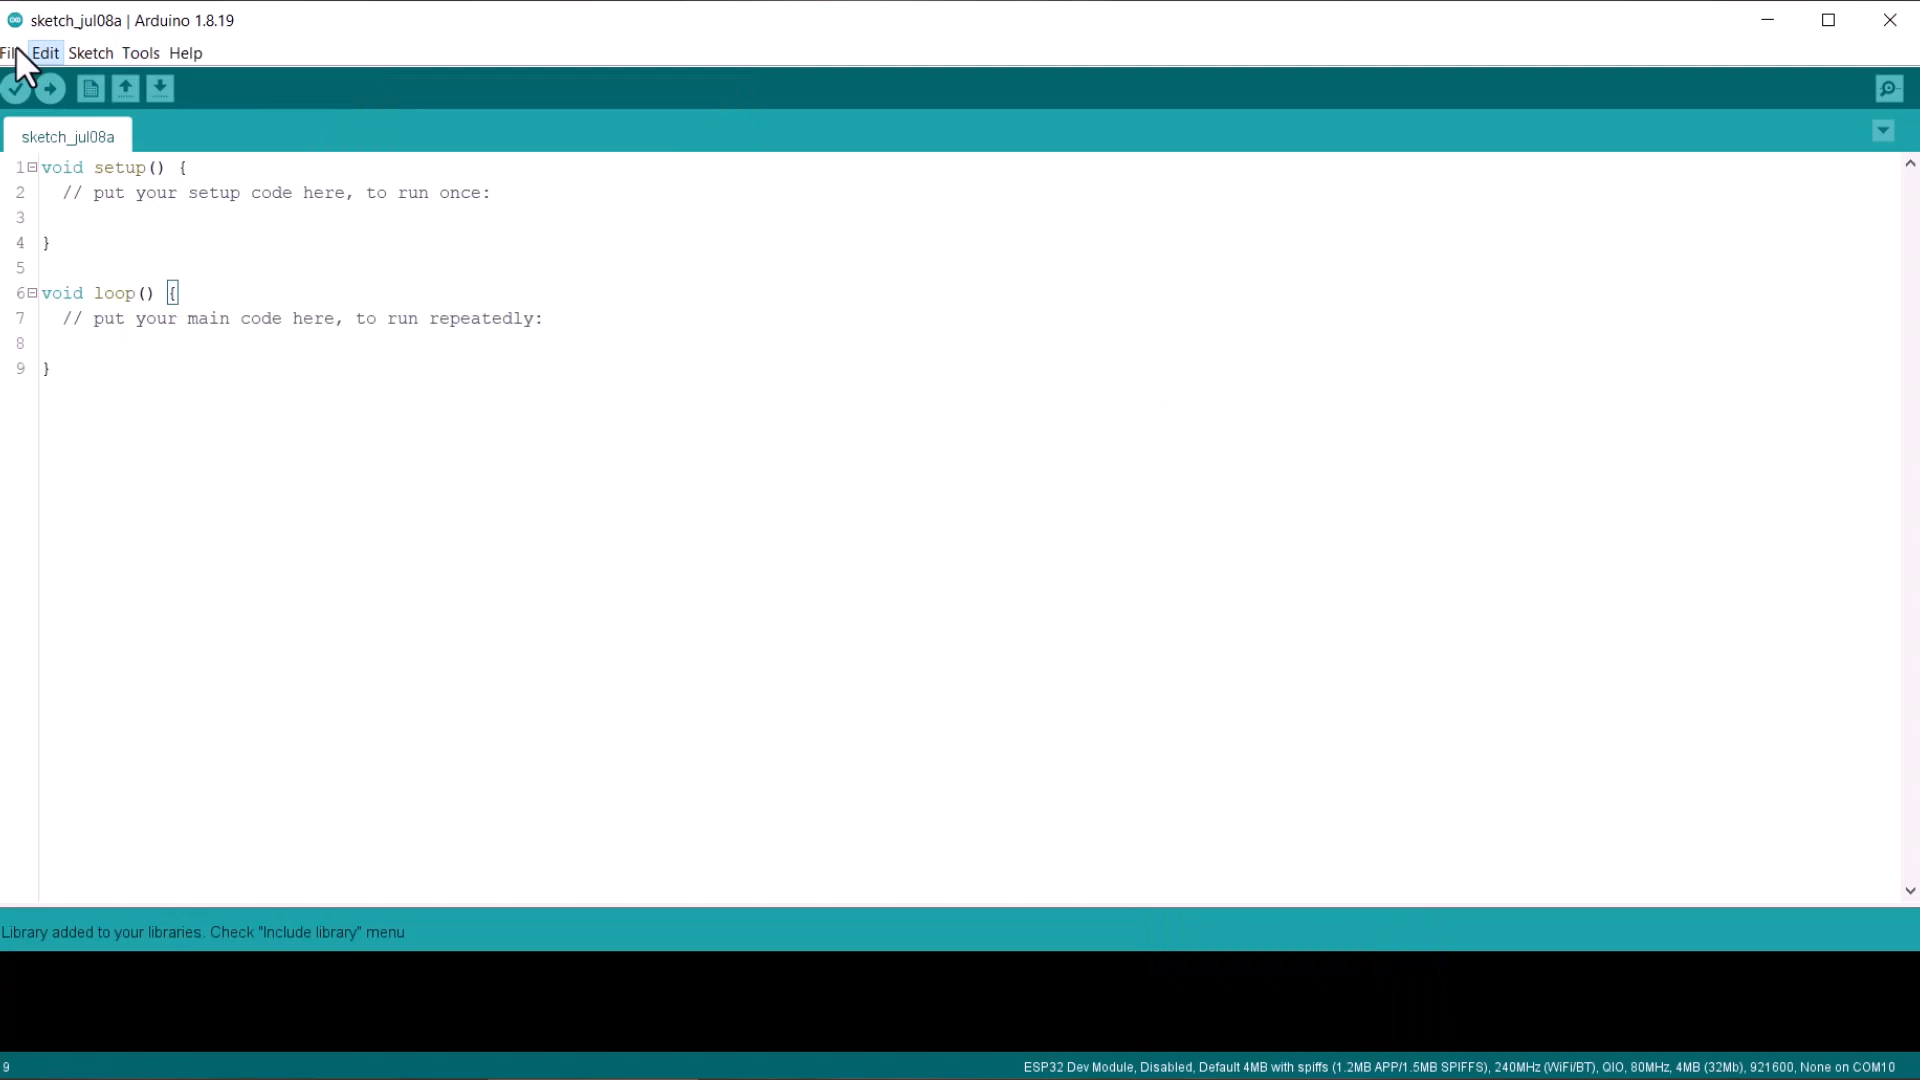 sketch_jul08a | Arduino 1.8.19
Edit Sketch Tools Help
sketch_jul08a
1 void setup() {
2 // put your setup code here, to run once:
3
4 }
5
6 void loop() {
7 // put your main code here, to run repeatedly:
8
9 }
Library added to your libraries. Check "Include library" menu
9
ESP32 Dev Module, Disabled, Default 4MB with spiffs (1.2MB APP/1.5MB SPIFFS), 240MHz (WiFi/BT), QIO, 80MHz, 4MB (32Mb), 921600, None on COM10